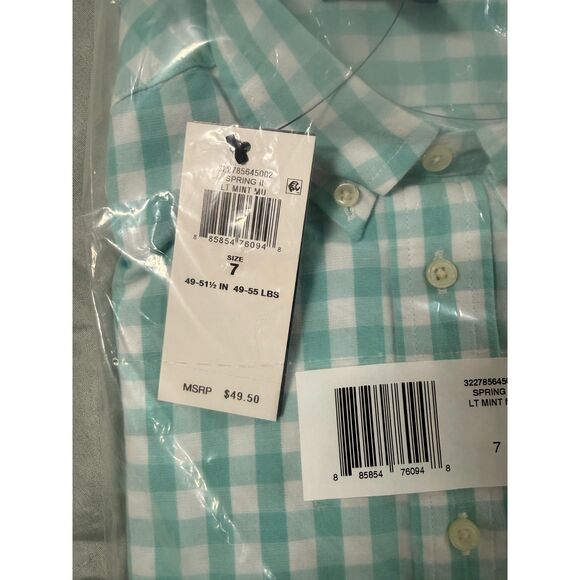 322785645002
SPRING II
LT MINT MU
8 85854 76094 8
SIZE
7
49-51½ IN 49-55 LBS
MSRP $49.50
3227856450
SPRING
LT MINT
7
8 85854 76094 8